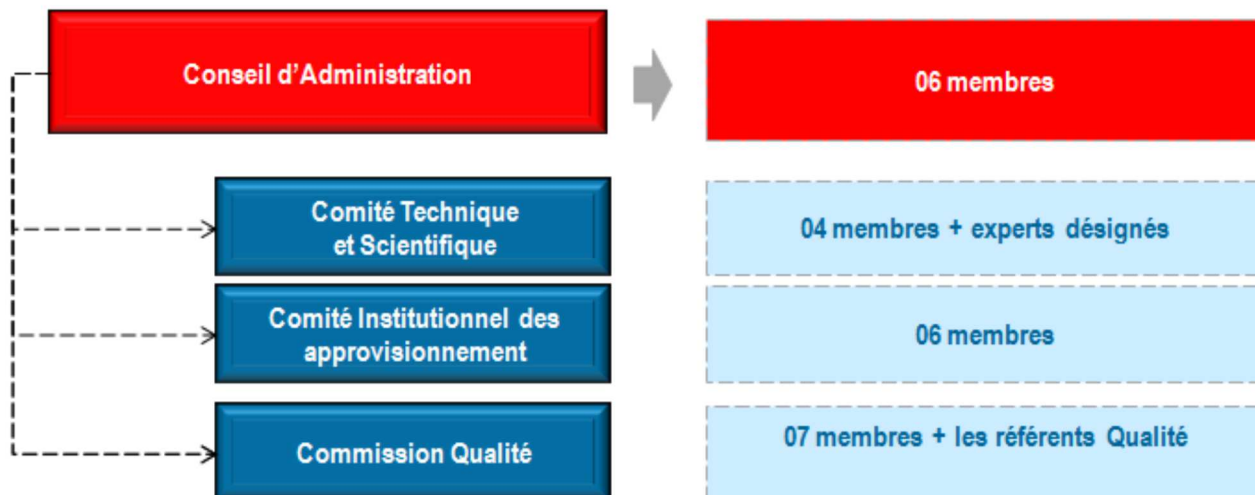 Conseil d'Administration
06 membres
Comité Technique
et Scientifique
04 membres + experts désignés
Comité Institutionnel des
approvisionnement
06 membres
Commission Qualité
07 membres + les référents Qualité